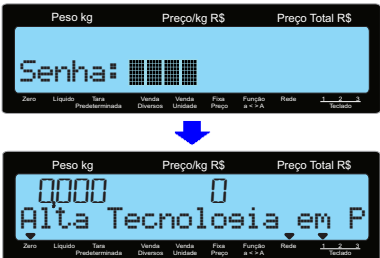 Peso kg Preço/kg R$ Preço Total R$
Senha:
Zero Líquido Tara Predeterminada Venda Diversos Venda Unidade Fixa Preço Função a < > A Rede 1 2 3 Teclado
Peso kg Preço/kg R$ Preço Total R$
0,000 0
Alta Tecnologia em P
Zero Líquido Tara Predeterminada Venda Diversos Venda Unidade Fixa Preço Função a < > A Rede 1 2 3 Teclado